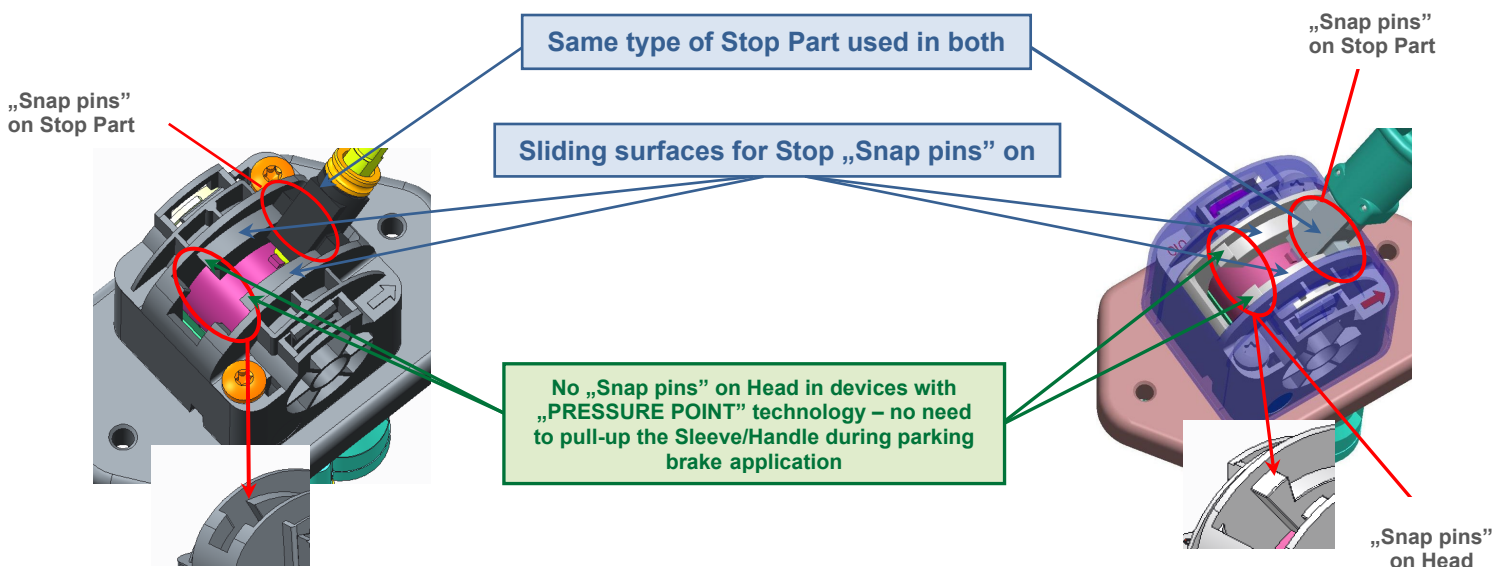 Same type of Stop Part used in both
„Snap pins”
on Stop Part
„Snap pins”
on Stop Part
Sliding surfaces for Stop „Snap pins” on
No „Snap pins” on Head in devices with
„PRESSURE POINT” technology – no need
to pull-up the Sleeve/Handle during parking
brake application
„Snap pins”
on Head